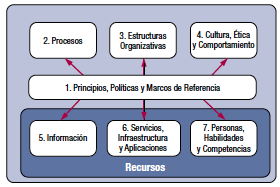 2. Procesos
3. Estructuras
Organizativas
4. Cultura, Ética
y Comportamiento
1. Principios, Políticas y Marcos de Referencia
5. Información
6. Servicios,
Infraestructura
y Aplicaciones
7. Personas,
Habilidades
y Competencias
Recursos